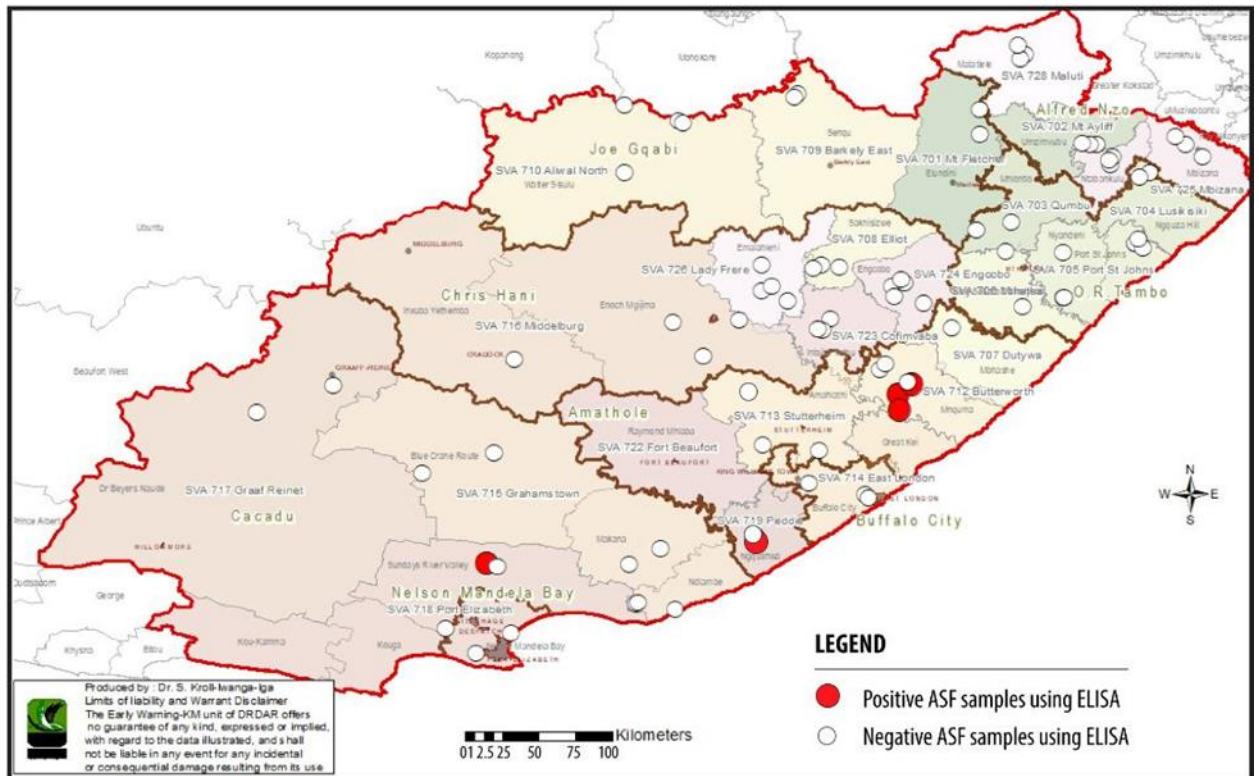 Kopanong
Mohokare
Umzimkhulu
Matatiele
SVA 728 Maluti
Greater Kokstad
uMuziwabantu
Alfred Nzo
SVA 702 Mt Ayliff
Umzimvubu
Joe Gqabi
Senqu
SVA 709 Barkely East
SVA 701 Mt Fletcher
Ntabankulu
Mbizana
SVA 710 Aliwal North
Walter Sisulu
Elundini
Mhlontlo
SVA 725 Mbizana
SVA 703 Qumbu
SVA 704 Lusikisiki
Ngquza Hill
Ubuntu
Sakhisizwe
Nyandeni
SVA 708 Elliot
Port St Johns
MIDDELBURG
Emalahleni
SVA 726 Lady Frere
Engcobo
SVA 724 Engcobo
SVA 705 Port St Johns
O.R.Tambo
Chris Hani
Inxuba Yethemba
Enoch Mgijima
SVA 716 Middelburg
SVA 723 Cofimvaba
CRADOCK
SVA 707 Dutywa
Mbhashe
Beaufort West
GRAAFF-REINET
SVA 712 Butterworth
Mnquma
Amahlathi
Amathole
SVA 713 Stutterheim
STUTTERHEIM
Raymond Mhlaba
SVA 722 Fort Beaufort
FORT BEAUFORT
Great Kei
Blue Crane Route
KING WILLIAMS TOWN
SVA 714 East London
EAST LONDON
Dr Beyers Naude
SVA 717 Graaf Reinet
SVA 715 Grahamstown
Buffalo City
Buffalo City
Cacadu
Prince Albert
SVA 719 Peddie
Ngqushwa
Makana
WILLOWMORE
Sundays River Valley
Ndlambe
Oudtshoorn
Nelson Mandela Bay
George
SVA 718 Port Elizabeth
UITENHAGE
DESPATCH
Kou-Kamma
Kouga
Nelson Mandela Bay
PORT ELIZABETH
Knysna
Bitou
N
W E
S
LEGEND
Positive ASF samples using ELISA
Negative ASF samples using ELISA
Produced by : Dr. S. Kroll-lwanga-Iga
Limits of liability and Warrant Disclaimer
The Early Warning-KM unit of DRDAR offers
no guarantee of any kind, expressed or implied,
with regard to the data illustrated, and shall
not be liable in any event for any incidental
or consequential damage resulting from its use
Kilometers
0 12.5 25 50 75 100